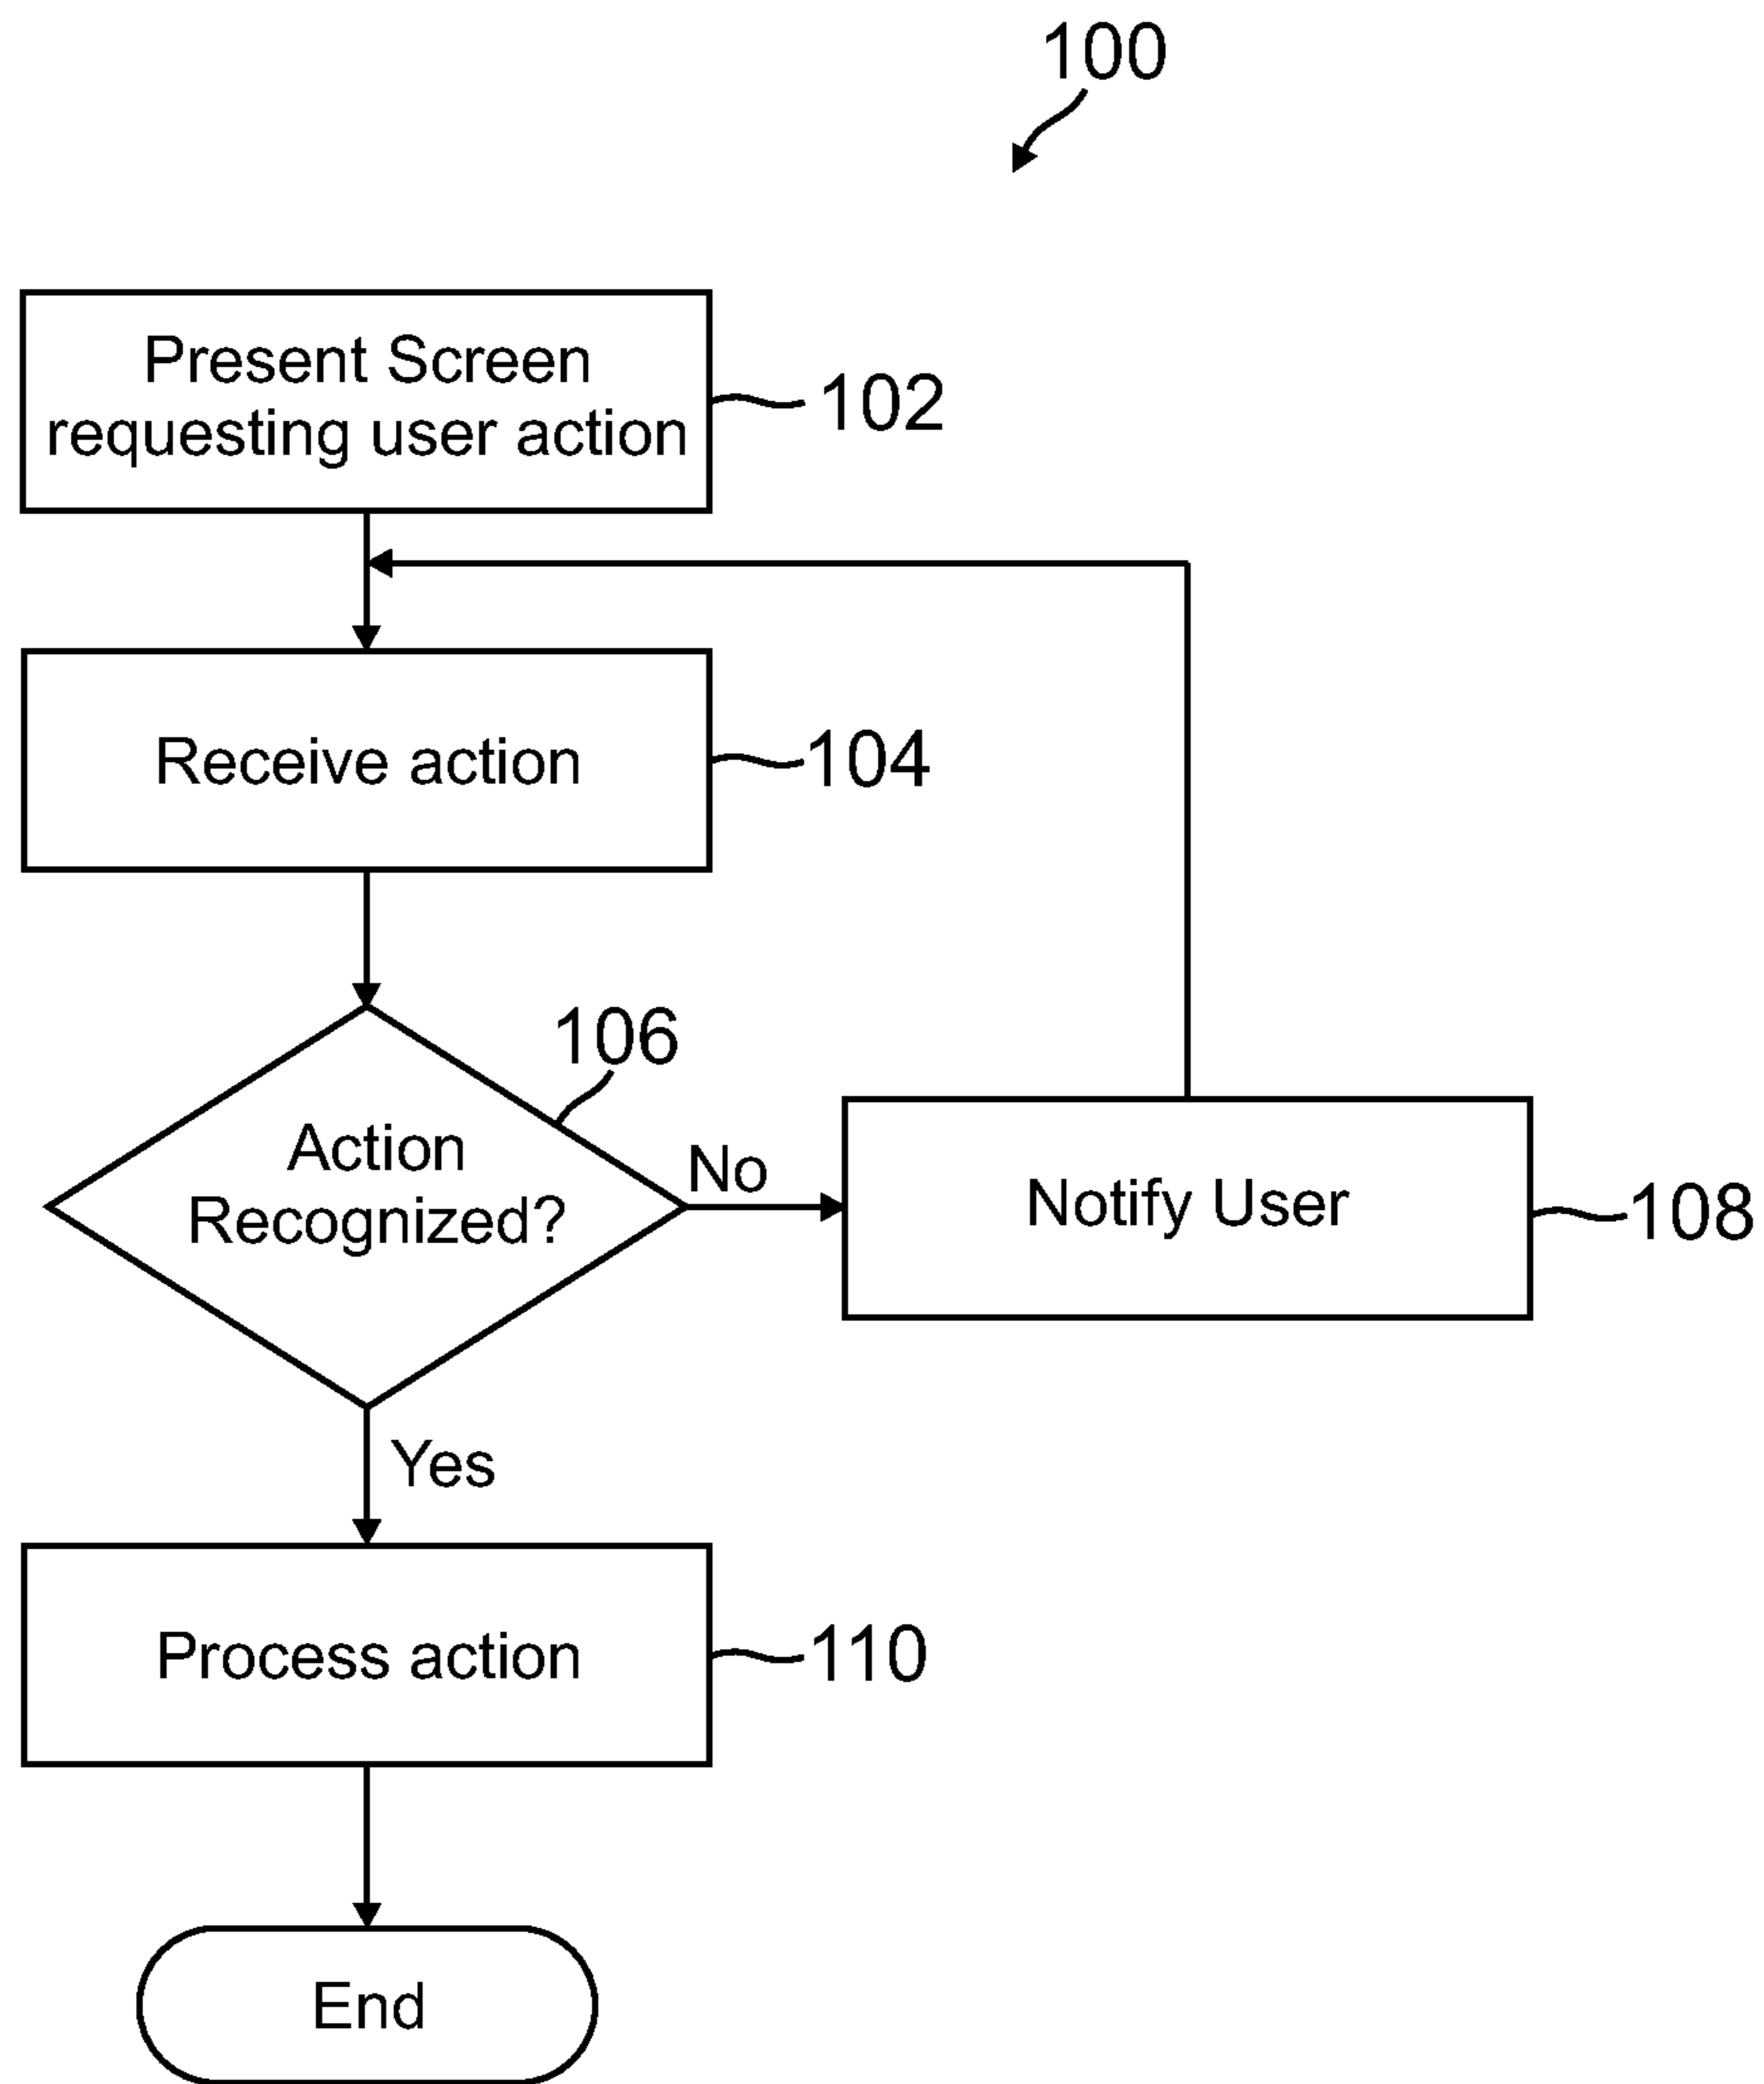 100
Present Screen
requesting user action
102
Receive action
104
106
Action
Recognized?
No
Notify User
108
Yes
Process action
110
End